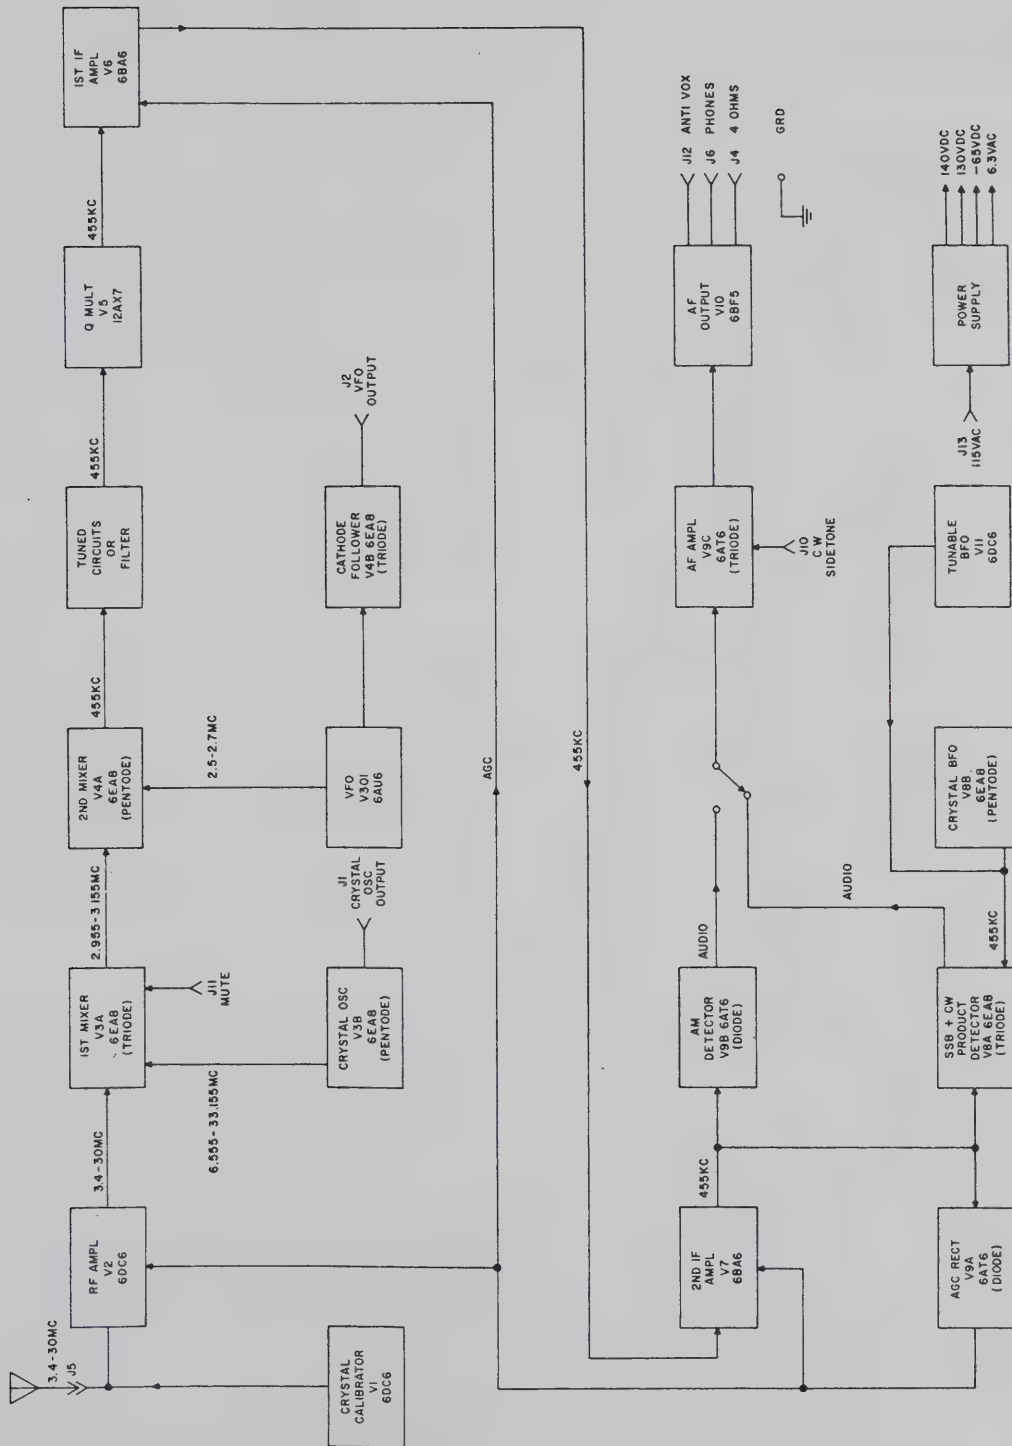 3.4-30MC
J5
RF AMPL
V2
6DC6
3.4-30MC
1ST MIXER
V3A
6EA8
(TRIODE)
2.955-3.155MC
2ND MIXER
V4A
6EA8
(PENTODE)
455KC
TUNED
CIRCUITS
OR
FILTER
455KC
Q MULT
V5
12AX7
455KC
1ST IF
AMPL
V6
6BA6
J11
MUTE
6.555-33.155MC
2.5-2.7MC
CRYSTAL
CALIBRATOR
V1
6DC6
CRYSTAL OSC
V3B
6EA8
(PENTODE)
J1
CRYSTAL
OSC
OUTPUT
VFO
V301
6AU6
CATHODE
FOLLOWER
V4B 6EA8
(TRIODE)
J2
VFO
OUTPUT
AGC
455KC
2ND IF
AMPL
V7
6BA6
455KC
AM
DETECTOR
V9B 6AT6
(DIODE)
AUDIO
AF AMPL
V9C
6AT6
(TRIODE)
AF
OUTPUT
V10
6BF5
J12 ANTI VOX
J6 PHONES
J4 4 OHMS
GRD
J10
CW
SIDETONE
AUDIO
AGC RECT
V9A
6AT6
(DIODE)
SSB + CW
PRODUCT
DETECTOR
V8A 6EA8
(TRIODE)
455KC
CRYSTAL BFO
V8B
6EA8
(PENTODE)
TUNABLE
BFO
V11
6DC6
J13
115VAC
POWER
SUPPLY
140VDC
130VDC
-65VDC
6.3VAC